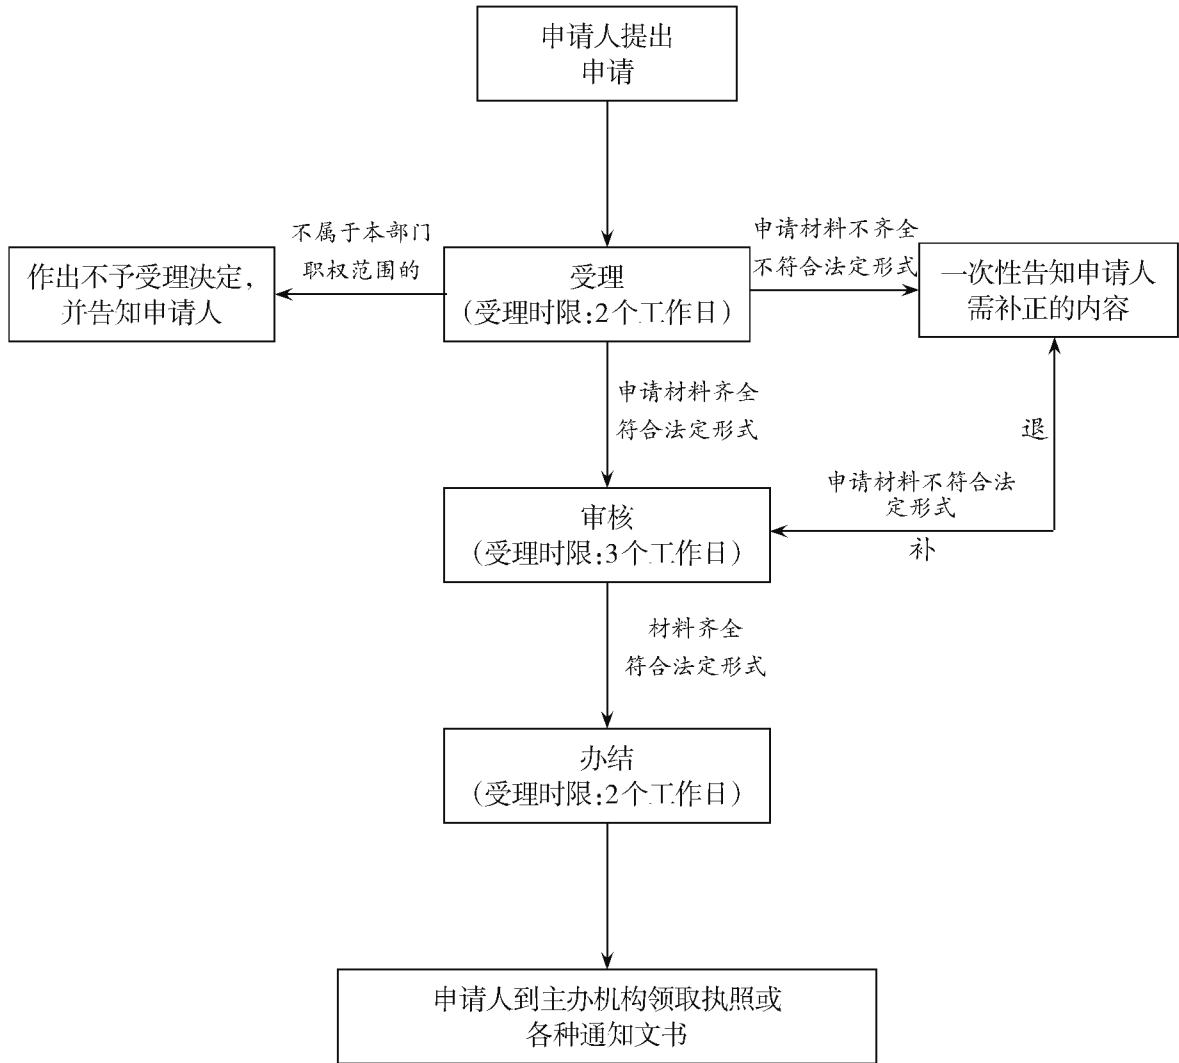 申请人提出
申请
不属于本部门
职权范围的
申请材料不齐全
不符合法定形式
作出不予受理决定，
并告知申请人
受理
（受理时限：2个工作日）
一次性告知申请人
需补正的内容
申请材料齐全
符合法定形式
退
申请材料不符合法
定形式
补
审核
（受理时限：3个工作日）
材料齐全
符合法定形式
办结
（受理时限：2个工作日）
申请人到主办机构领取执照或
各种通知文书